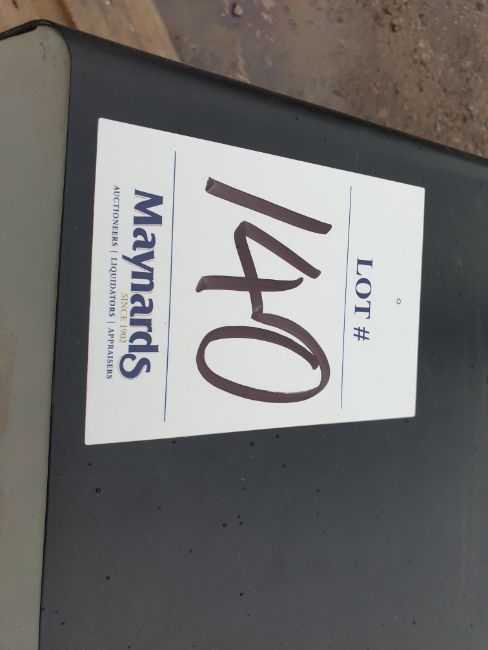 LOT #
140
Maynards
SINCE 1902
AUCTIONEERS | LIQUIDATORS | APPRAISERS